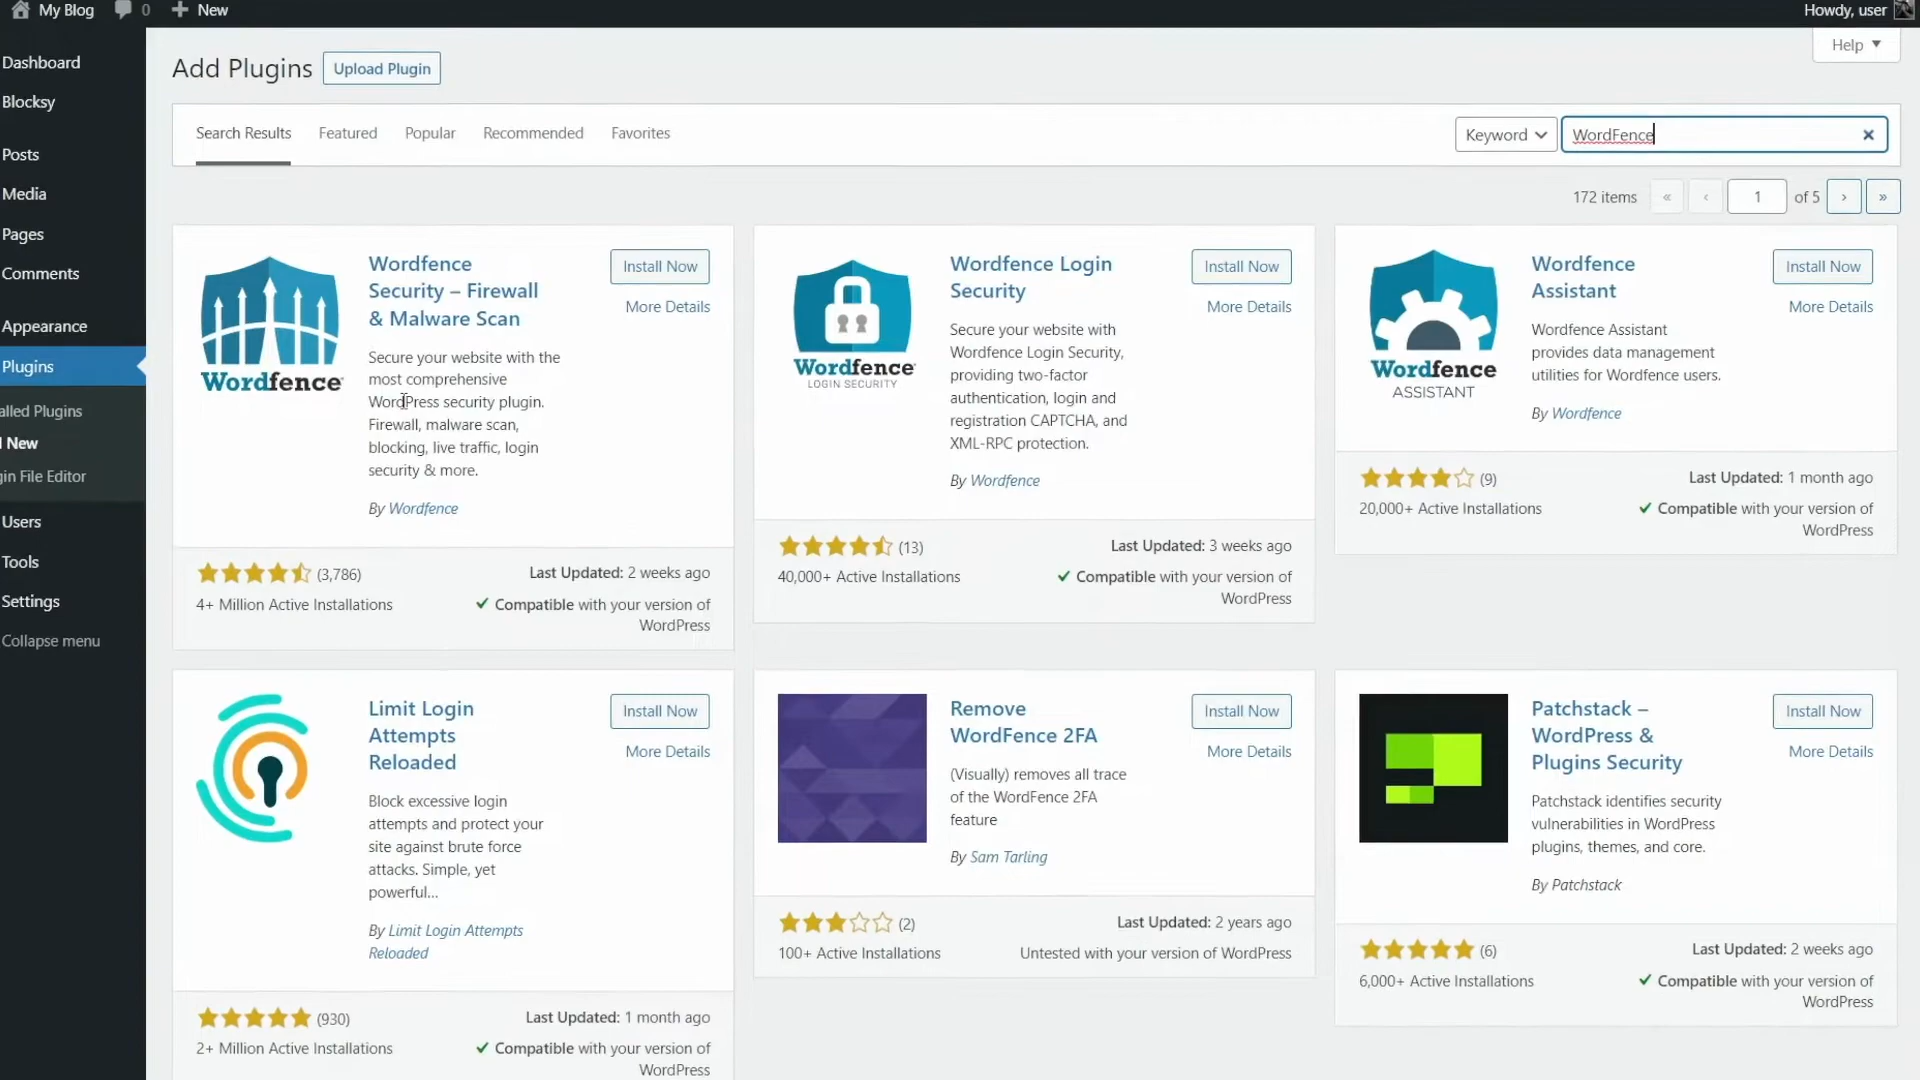 My Blog
0
New
Howdy, user
Dashboard
Blocksy
Posts
Media
Pages
Comments
Appearance
Plugins
alled Plugins
New
gin File Editor
Users
Tools
Settings
Collapse menu
Add Plugins
Upload Plugin
Help
Search Results
Featured
Popular
Recommended
Favorites
Keyword
WordFence
172 items
«
‹
1
of 5
›
»
Wordfence
Wordfence
Security – Firewall
& Malware Scan
Install Now
More Details
Secure your website with the
most comprehensive
WordPress security plugin.
Firewall, malware scan,
blocking, live traffic, login
security & more.
By Wordfence
(3,786)
4+ Million Active Installations
Last Updated: 2 weeks ago
Compatible with your version of
WordPress
Wordfence
LOGIN SECURITY
Wordfence Login
Security
Install Now
More Details
Secure your website with
Wordfence Login Security,
providing two-factor
authentication, login and
registration CAPTCHA, and
XML-RPC protection.
By Wordfence
(13)
40,000+ Active Installations
Last Updated: 3 weeks ago
Compatible with your version of
WordPress
Wordfence
ASSISTANT
Wordfence
Assistant
Install Now
More Details
Wordfence Assistant
provides data management
utilities for Wordfence users.
By Wordfence
(9)
20,000+ Active Installations
Last Updated: 1 month ago
Compatible with your version of
WordPress
Limit Login
Attempts
Reloaded
Install Now
More Details
Block excessive login
attempts and protect your
site against brute force
attacks. Simple, yet
powerful...
By Limit Login Attempts
Reloaded
(930)
2+ Million Active Installations
Last Updated: 1 month ago
Compatible with your version of
WordPress
Remove
WordFence 2FA
Install Now
More Details
(Visually) removes all trace
of the WordFence 2FA
feature
By Sam Tarling
(2)
100+ Active Installations
Last Updated: 2 years ago
Untested with your version of WordPress
Patchstack –
WordPress &
Plugins Security
Install Now
More Details
Patchstack identifies security
vulnerabilities in WordPress
plugins, themes, and core.
By Patchstack
(6)
6,000+ Active Installations
Last Updated: 2 weeks ago
Compatible with your version of
WordPress